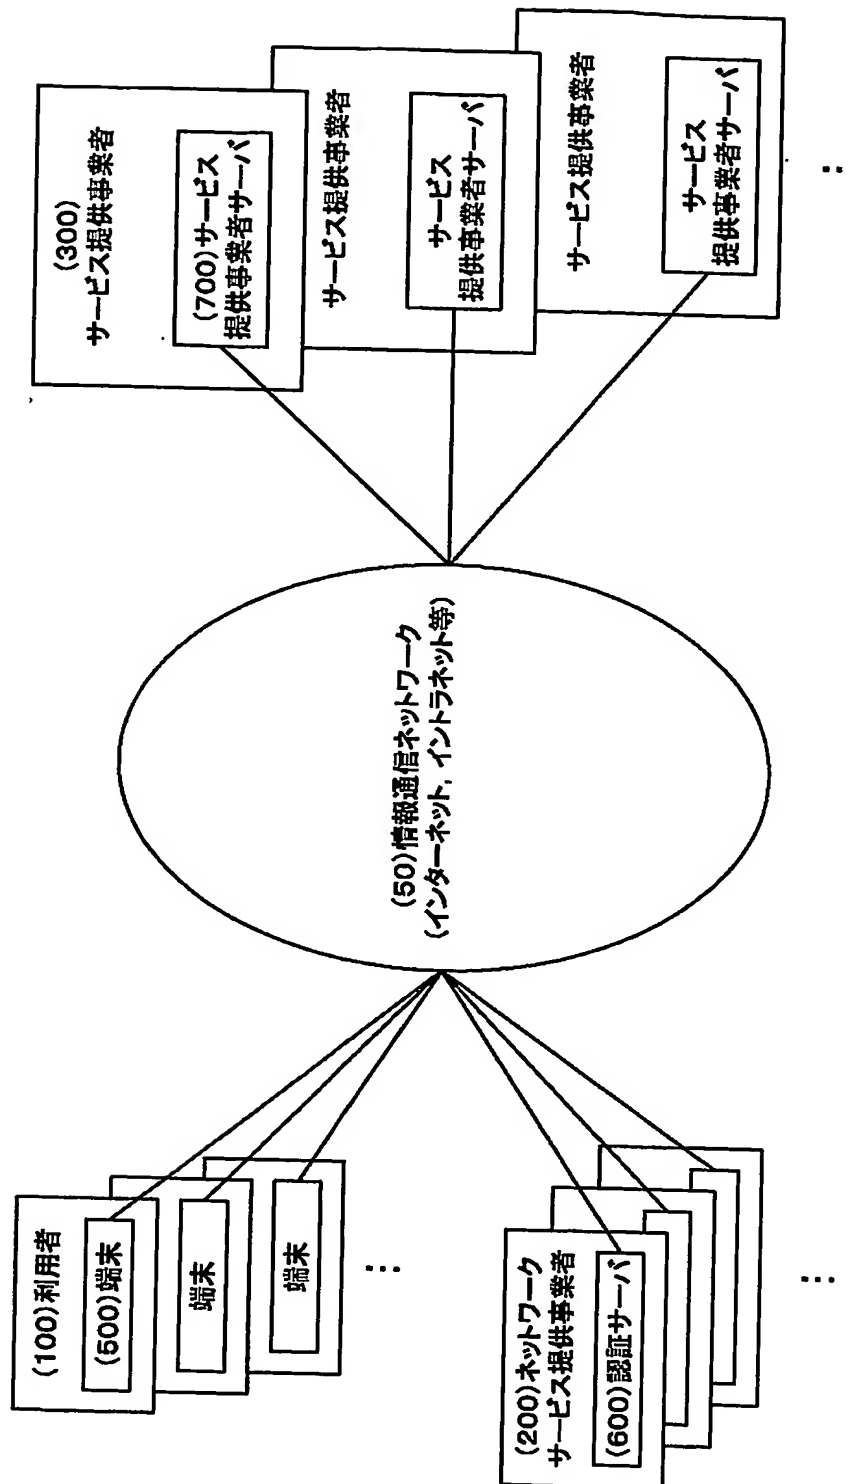 (100)利用者
(500)端末
端末
端末
…
(200)ネットワーク
サービス提供事業者
(600)認証サーバ
…
(50)情報通信ネットワーク
(インターネット, イントラネット等)
(300)
サービス提供事業者
(700)サービス
提供事業者サーバ
サービス提供事業者
サービス
提供事業者サーバ
サービス提供事業者
サービス
提供事業者サーバ
…